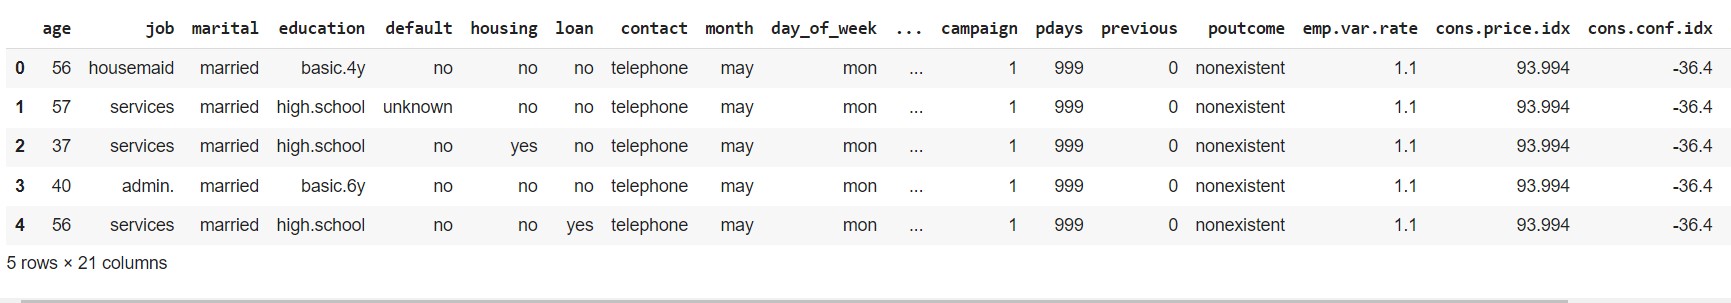 age job marital education default housing loan contact month day_of_week ... campaign pdays previous poutcome emp.var.rate cons.price.idx cons.conf.idx
0 56 housemaid married basic.4y no no no telephone may mon ... 1 999 0 nonexistent 1.1 93.994 -36.4
1 57 services married high.school unknown no no telephone may mon ... 1 999 0 nonexistent 1.1 93.994 -36.4
2 37 services married high.school no yes no telephone may mon ... 1 999 0 nonexistent 1.1 93.994 -36.4
3 40 admin. married basic.6y no no no telephone may mon ... 1 999 0 nonexistent 1.1 93.994 -36.4
4 56 services married high.school no no yes telephone may mon ... 1 999 0 nonexistent 1.1 93.994 -36.4
5 rows × 21 columns